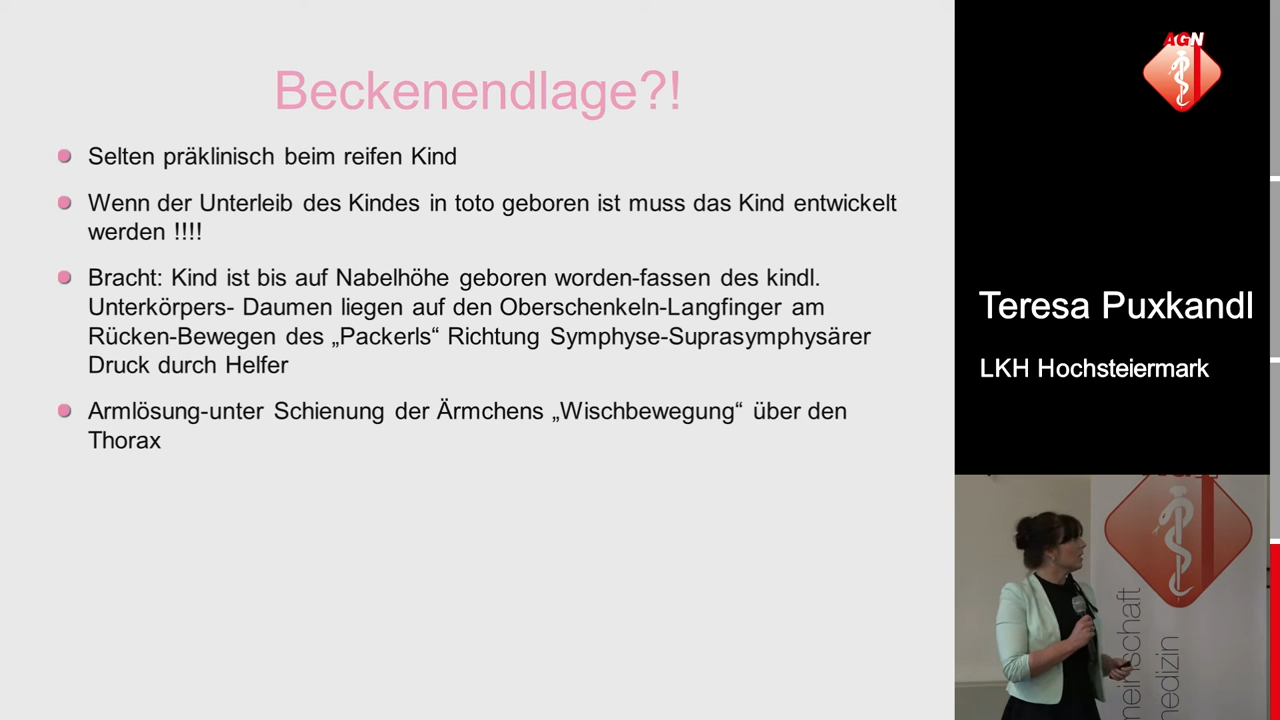 Beckenendlage?!
Selten präklinisch beim reifen Kind
Wenn der Unterleib des Kindes in toto geboren ist muss das Kind entwickelt
werden !!!!
Bracht: Kind ist bis auf Nabelhöhe geboren worden-fassen des kindl.
Unterkörpers- Daumen liegen auf den Oberschenkeln-Langfinger am
Rücken-Bewegen des „Packerls“ Richtung Symphyse-Suprasymphysärer
Druck durch Helfer
Armlösung-unter Schienung der Ärmchens „Wischbewegung“ über den
Thorax
AGN
Teresa Puxkandl
LKH Hochsteiermark